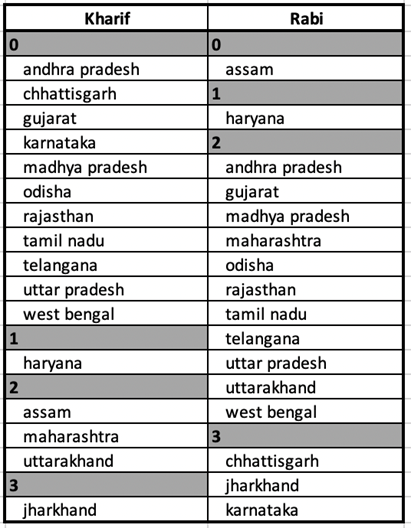 Kharif Rabi
0 0
andhra pradesh assam
chhattisgarh 1
gujarat haryana
karnataka 2
madhya pradesh andhra pradesh
odisha gujarat
rajasthan madhya pradesh
tamil nadu maharashtra
telangana odisha
uttar pradesh rajasthan
west bengal tamil nadu
1 telangana
haryana uttar pradesh
2 uttarakhand
assam west bengal
maharashtra 3
uttarakhand chhattisgarh
3 jharkhand
jharkhand karnataka